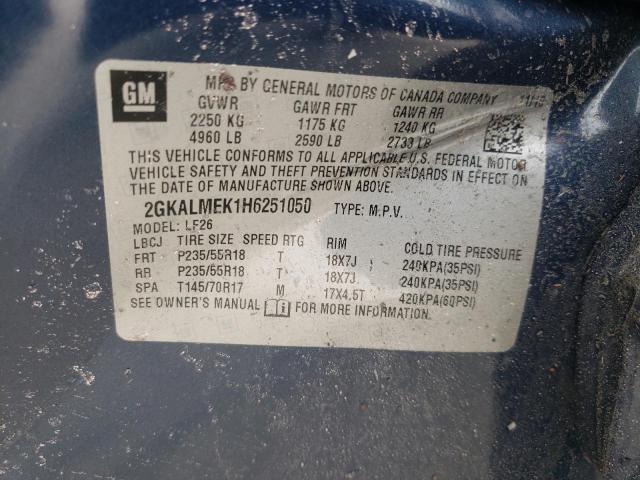 GM
MFD BY GENERAL MOTORS OF CANADA COMPANY
GVWR GAWR FRT GAWR RR
2250 KG 1175 KG 1240 KG
4960 LB 2590 LB 2733 LB
THIS VEHICLE CONFORMS TO ALL APPLICABLE U.S. FEDERAL MOTOR
VEHICLE SAFETY AND THEFT PREVENTION STANDARDS IN EFFECT ON
THE DATE OF MANUFACTURE SHOWN ABOVE.
2GKALMEK1H6251050 TYPE: M.P.V.
MODEL: LF26
LBCJ TIRE SIZE SPEED RTG RIM COLD TIRE PRESSURE
FRT P235/55R18 T 18X7J 240KPA(35PSI)
RR P235/55R18 T 18X7J 240KPA(35PSI)
SPA T145/70R17 M 17X4.5T 420KPA(60PSI)
SEE OWNER'S MANUAL FOR MORE INFORMATION.